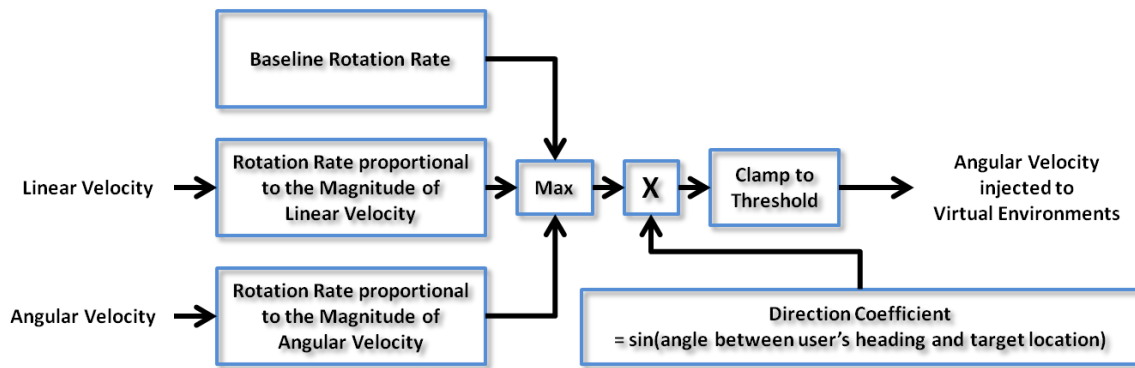 Baseline Rotation Rate
Linear Velocity
Rotation Rate proportional
to the Magnitude of
Linear Velocity
Max
X
Clamp to
Threshold
Angular Velocity
injected to
Virtual Environments
Angular Velocity
Rotation Rate proportional
to the Magnitude of
Angular Velocity
Direction Coefficient
= sin(angle between user's heading and target location)